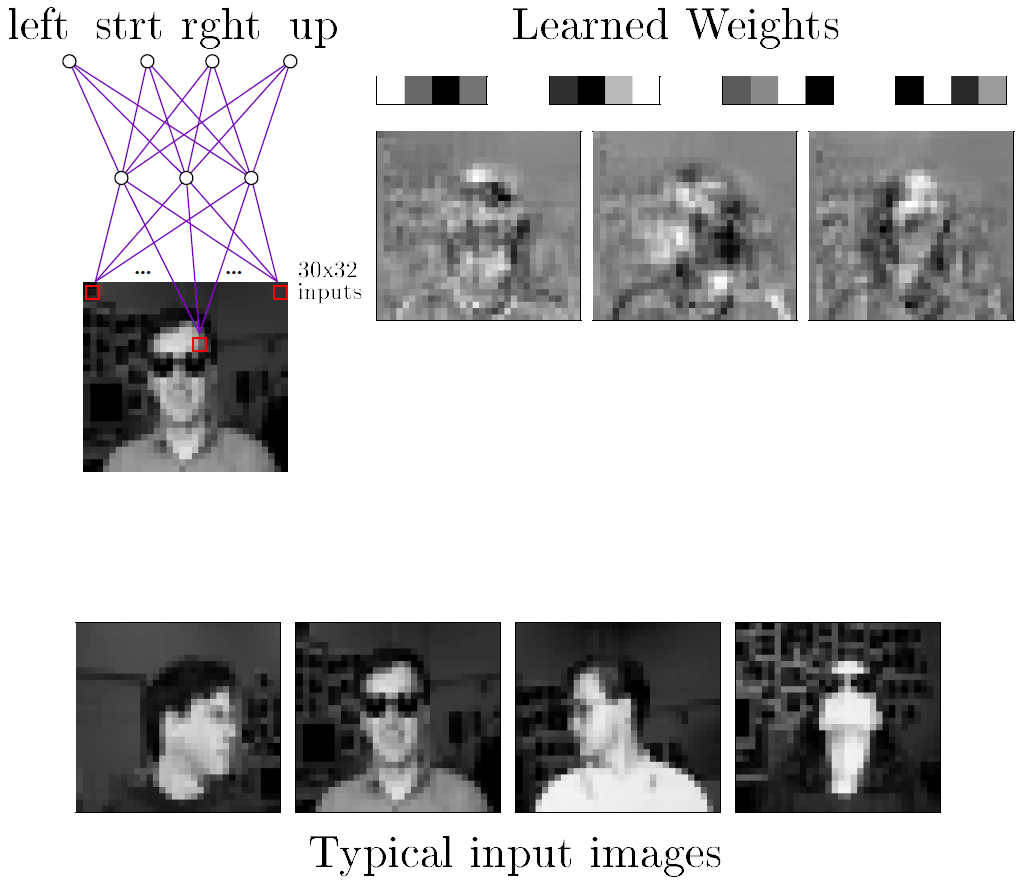 left strt rght up
Learned Weights
... ...
30x32
inputs
Typical input images